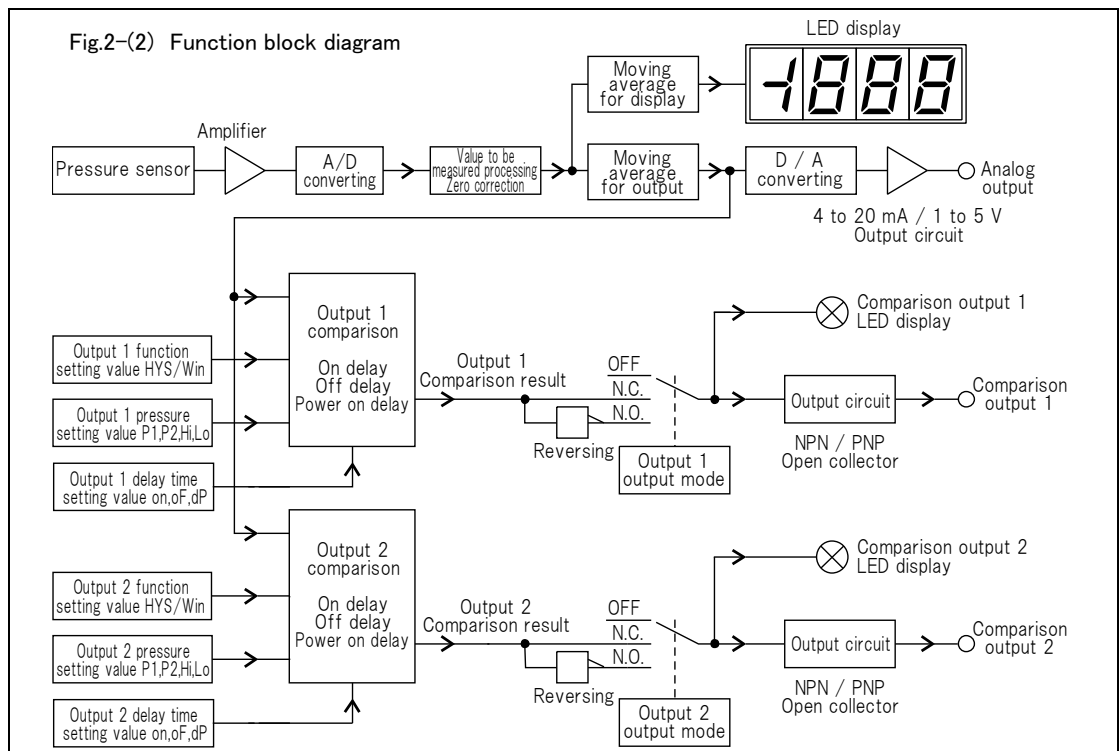 Fig.2-(2) Function block diagram
LED display
-1888
Moving
average
for display
Amplifier
Pressure sensor
A/D
converting
Value to be
measured processing
Zero correction
Moving
average
for output
D / A
converting
Analog
output
4 to 20 mA / 1 to 5 V
Output circuit
Output 1
comparison
On delay
Off delay
Power on delay
Output 1 function
setting value HYS/Win
Output 1 pressure
setting value P1,P2,Hi,Lo
Output 1 delay time
setting value on,oF,dP
Output 1
Comparison result
OFF
N.C.
N.O.
Reversing
Output 1
output mode
Comparison output 1
LED display
Output circuit
NPN / PNP
Open collector
Comparison
output 1
Output 2
comparison
On delay
Off delay
Power on delay
Output 2 function
setting value HYS/Win
Output 2 pressure
setting value P1,P2,Hi,Lo
Output 2 delay time
setting value on,oF,dP
Output 2
Comparison result
OFF
N.C.
N.O.
Reversing
Output 2
output mode
Comparison output 2
LED display
Output circuit
NPN / PNP
Open collector
Comparison
output 2